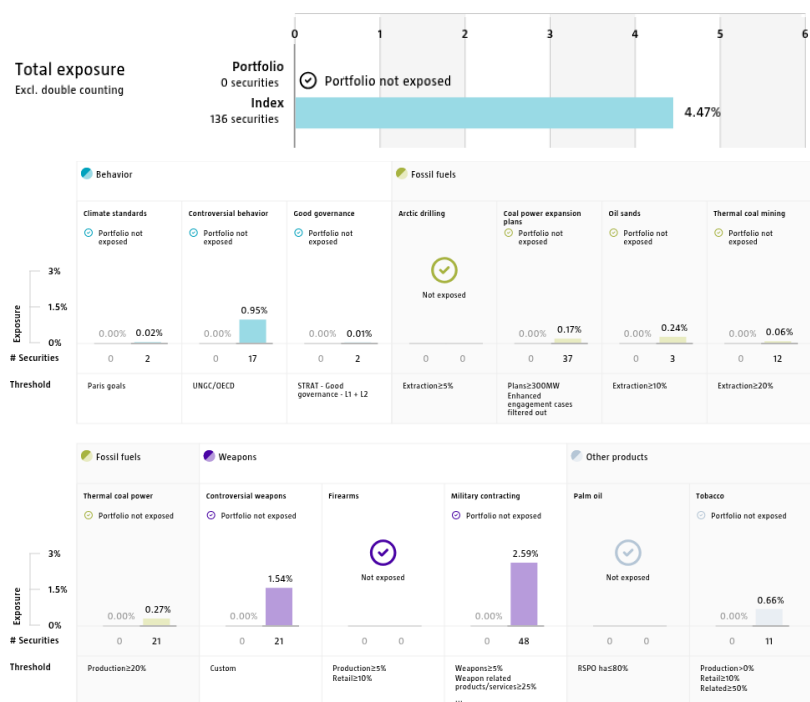 0 1 2 3 4 5 6
Total exposure
Excl. double counting
Portfolio
0 securities
Portfolio not exposed
Index
136 securities
4.47%
Behavior
Fossil fuels
Climate standards
Portfolio not
exposed
Controversial behavior
Portfolio not
exposed
Good governance
Portfolio not
exposed
Arctic drilling
Not exposed
Coal power expansion
plans
Portfolio not
exposed
Oil sands
Portfolio not
exposed
Thermal coal mining
Portfolio not
exposed
Exposure
3%
1.5%
0%
0.00% 0.02%
0.00% 0.95%
0.00% 0.01%
0.00% 0.17%
0.00% 0.24%
0.00% 0.06%
# Securities 0 2 0 17 0 2 0 0 0 37 0 3 0 12
Threshold
Paris goals
UNGC/OECD
STRAT - Good
governance - L1 + L2
Extraction≥5%
Plans≥300MW
Enhanced
engagement cases
filtered out
Extraction≥10%
Extraction≥20%
Fossil fuels
Weapons
Other products
Thermal coal power
Portfolio not exposed
Controversial weapons
Portfolio not exposed
Firearms
Not exposed
Military contracting
Portfolio not exposed
Palm oil
Not exposed
Tobacco
Portfolio not exposed
Exposure
3%
1.5%
0%
0.00% 0.27%
0.00% 1.54%
0.00% 2.59%
0.00% 0.66%
# Securities 0 21 0 21 0 0 0 48 0 0 0 11
Threshold
Production≥20%
Custom
Production≥5%
Retail≥10%
Weapons≥5%
Weapon related
products/services≥25%
...
RSPO ha≤80%
Production>0%
Retail≥10%
Related≥50%